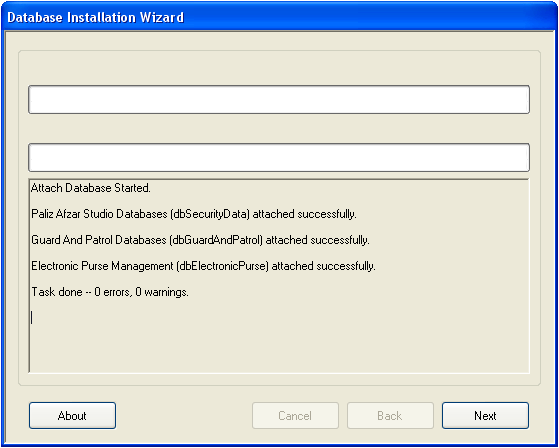 Database Installation Wizard
Attach Database Started.
Paliz Afzar Studio Databases (dbSecurityData) attached successfully.
Guard And Patrol Databases (dbGuardAndPatrol) attached successfully.
Electronic Purse Management (dbElectronicPurse) attached successfully.
Task done -- 0 errors, 0 warnings.
About
Cancel
Back
Next